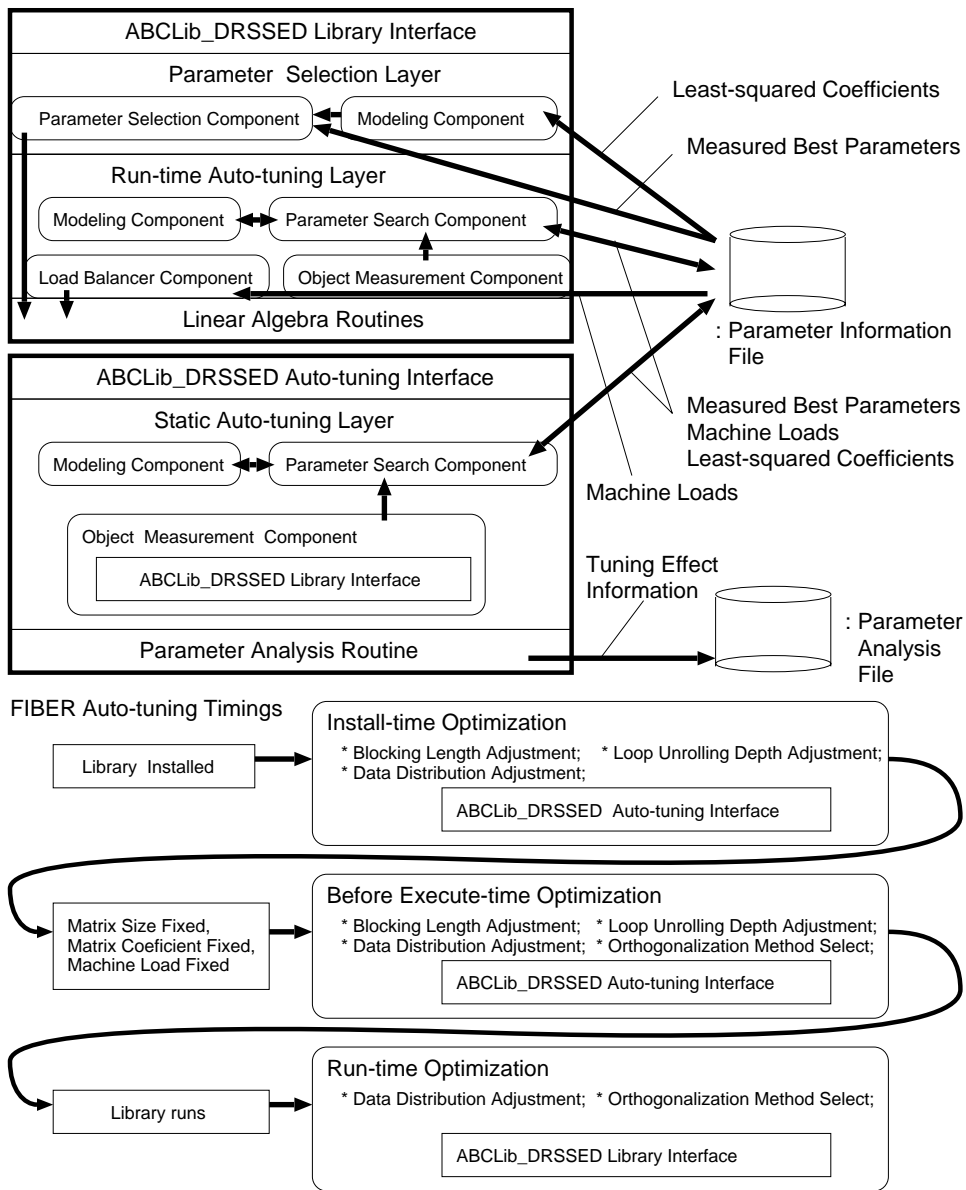 ABCLib_DRSSED Library Interface
Parameter Selection Layer
Parameter Selection Component
Modeling Component
Run-time Auto-tuning Layer
Modeling Component
Parameter Search Component
Load Balancer Component
Object Measurement Component
Linear Algebra Routines
Least-squared Coefficients
Measured Best Parameters
: Parameter Information
File
ABCLib_DRSSED Auto-tuning Interface
Static Auto-tuning Layer
Modeling Component
Parameter Search Component
Object Measurement Component
ABCLib_DRSSED Library Interface
Parameter Analysis Routine
Measured Best Parameters
Machine Loads
Least-squared Coefficients
Machine Loads
Tuning Effect
Information
: Parameter
Analysis
File
FIBER Auto-tuning Timings
Library Installed
Install-time Optimization
* Blocking Length Adjustment; * Loop Unrolling Depth Adjustment;
* Data Distribution Adjustment;
ABCLib_DRSSED Auto-tuning Interface
Matrix Size Fixed,
Matrix Coeficient Fixed,
Machine Load Fixed
Before Execute-time Optimization
* Blocking Length Adjustment; * Loop Unrolling Depth Adjustment;
* Data Distribution Adjustment; * Orthogonalization Method Select;
ABCLib_DRSSED Auto-tuning Interface
Library runs
Run-time Optimization
* Data Distribution Adjustment; * Orthogonalization Method Select;
ABCLib_DRSSED Library Interface